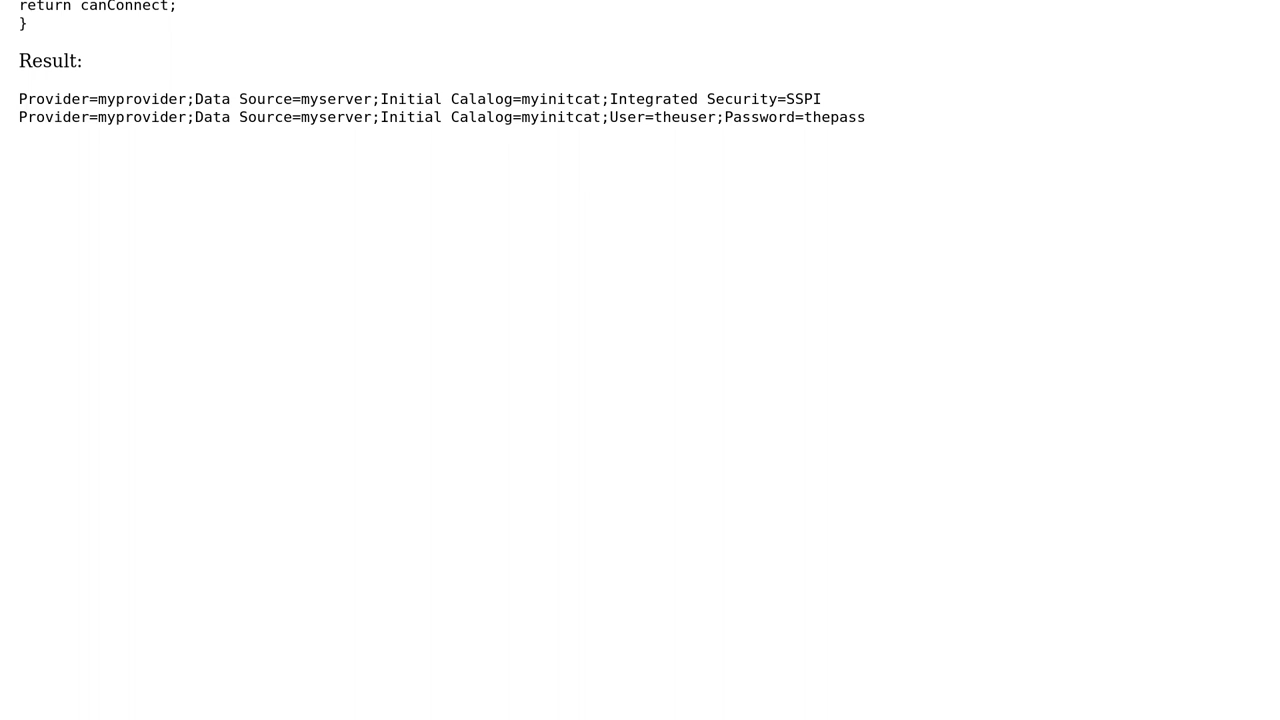 return canConnect;
}
Result:
Provider=myprovider;Data Source=myserver;Initial Calalog=myinitcat;Integrated Security=SSPI
Provider=myprovider;Data Source=myserver;Initial Calalog=myinitcat;User=theuser;Password=thepass